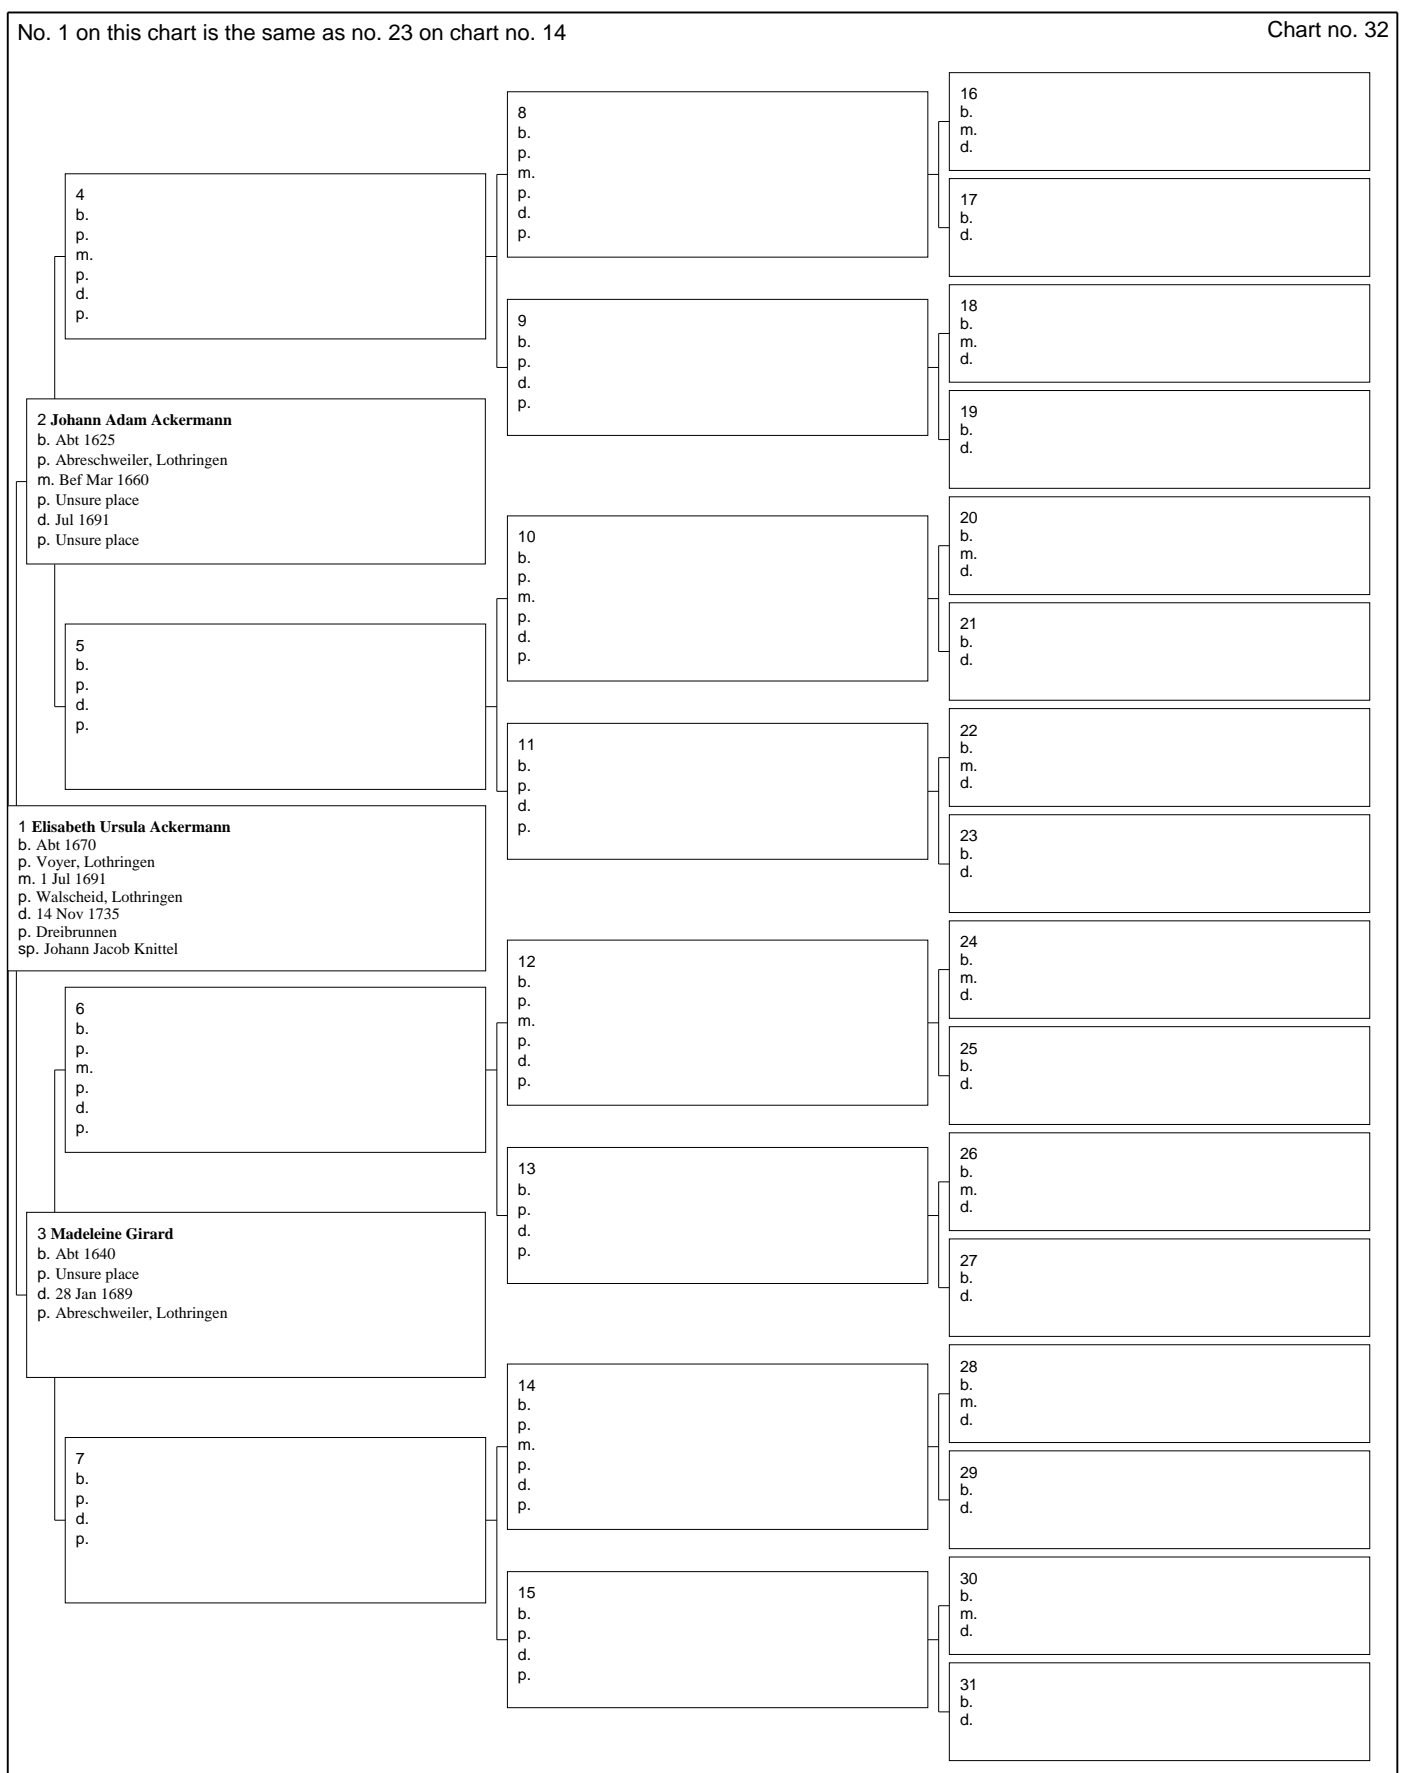 No. 1 on this chart is the same as no. 23 on chart no. 14
Chart no. 32
4
b.
p.
m.
p.
d.
p.
2 Johann Adam Ackermann
b. Abt 1625
p. Abreschweiler, Lothringen
m. Bef Mar 1660
p. Unsure place
d. Jul 1691
p. Unsure place
5
b.
p.
d.
p.
1 Elisabeth Ursula Ackermann
b. Abt 1670
p. Voyer, Lothringen
m. 1 Jul 1691
p. Walscheid, Lothringen
d. 14 Nov 1735
p. Dreibrunnen
sp. Johann Jacob Knittel
6
b.
p.
m.
p.
d.
p.
3 Madeleine Girard
b. Abt 1640
p. Unsure place
d. 28 Jan 1689
p. Abreschweiler, Lothringen
7
b.
p.
d.
p.
8
b.
p.
m.
p.
d.
p.
9
b.
p.
d.
p.
10
b.
p.
m.
p.
d.
p.
11
b.
p.
d.
p.
12
b.
p.
m.
p.
d.
p.
13
b.
p.
d.
p.
14
b.
p.
m.
p.
d.
p.
15
b.
p.
d.
p.
16
b.
m.
d.
17
b.
d.
18
b.
m.
d.
19
b.
d.
20
b.
m.
d.
21
b.
d.
22
b.
m.
d.
23
b.
d.
24
b.
m.
d.
25
b.
d.
26
b.
m.
d.
27
b.
d.
28
b.
m.
d.
29
b.
d.
30
b.
m.
d.
31
b.
d.